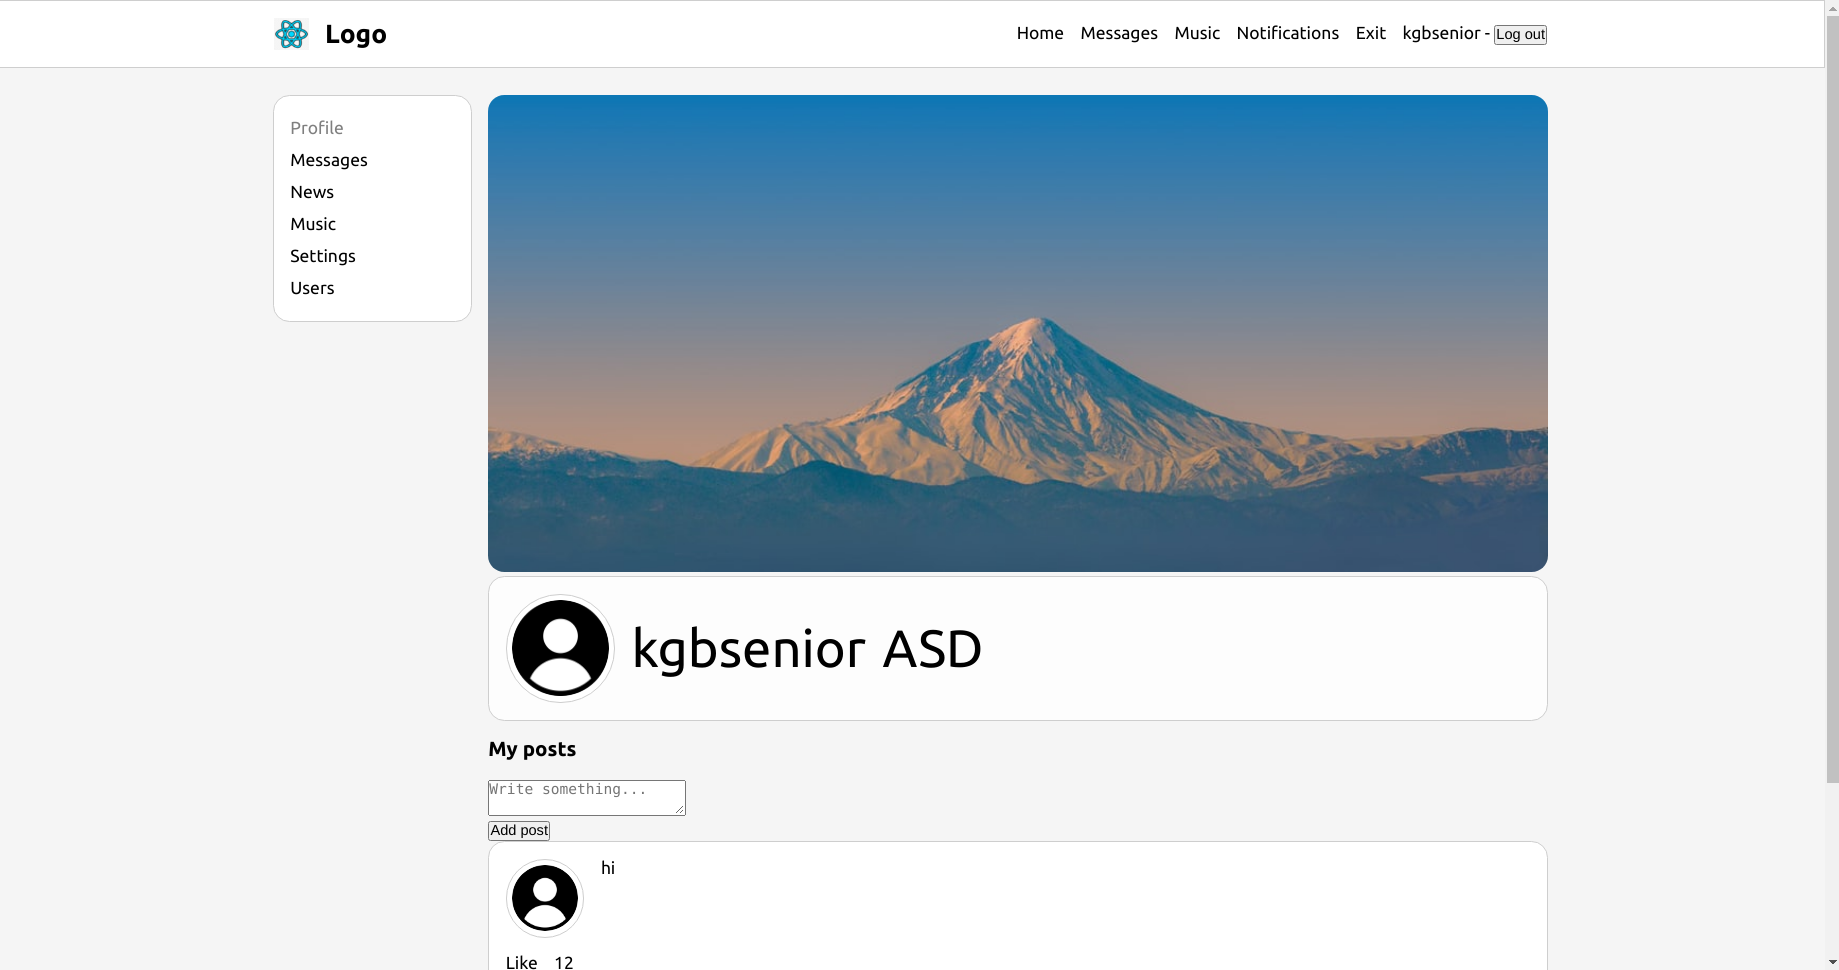 Logo
Home Messages Music Notifications Exit kgbsenior - Log out
Profile
Messages
News
Music
Settings
Users
kgbsenior ASD
My posts
Write something...
Add post
hi
Like 12